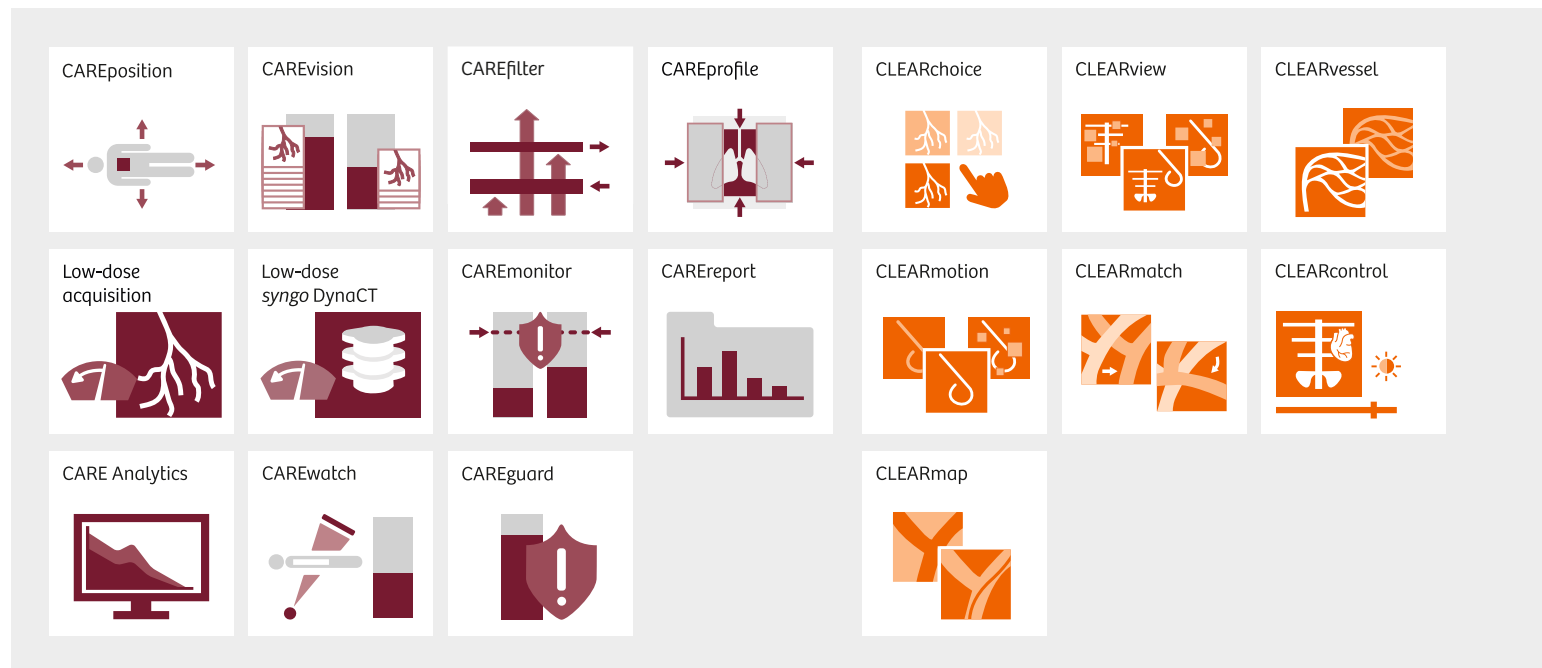 CAREposition
CAREvision
CAREfilter
CAREprofile
CLEARchoice
CLEARview
CLEARvessel
Low-dose
acquisition
Low-dose
syngo DynaCT
CAREmonitor
CAREreport
CLEARmotion
CLEARmatch
CLEARcontrol
CARE Analytics
CAREwatch
CAREguard
CLEARmap